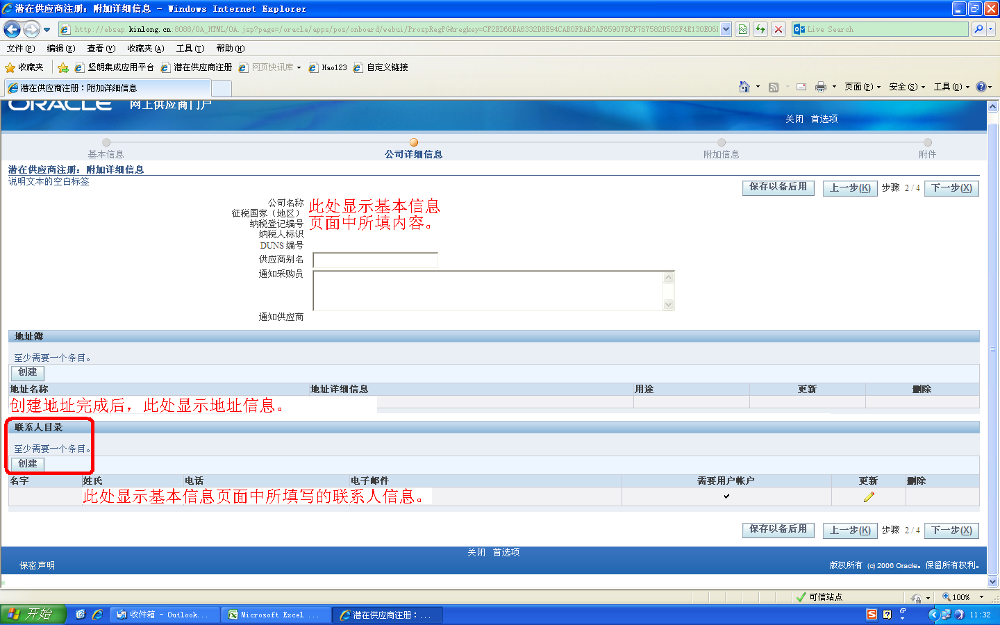 潜在供应商注册：附加详细信息 - Windows Internet Explorer
http://ebsap.kinlong.cn:8088/OA_HTML/OA.jsp?page=/oracle/apps/pos/onboard/webui/ProspRegPG&regkey=CF2ED66EA6332D8E94CAB0FBABCAF65907BCF767582D502F4E130E06
Live Search
文件(F) 编辑(E) 查看(V) 收藏夹(A) 工具(T) 帮助(H)
收藏夹 坚朗集成应用平台 潜在供应商注册 网页快讯库 Hao123 自定义链接
潜在供应商注册：附加详细信息
页面(P) 安全(S) 工具(O)
ORACLE 网上供应商门户
关闭 首选项
基本信息 公司详细信息 附加信息 附件
潜在供应商注册：附加详细信息
说明文本的空白标签
保存以备后用 上一步(K) 步骤 2 / 4 下一步(X)
公司名称
征税国家（地区）
纳税登记编号
纳税人标识
DUNS 编号
此处显示基本信息
页面中所填内容。
供应商别名
通知采购员
通知供应商
地址簿
至少需要一个条目。
创建
地址名称 地址详细信息 用途 更新 删除
创建地址完成后，此处显示地址信息。
联系人目录
至少需要一个条目。
创建
名字 姓氏 电话 电子邮件 需要用户帐户 更新 删除
此处显示基本信息页面中所填写的联系人信息。
保存以备后用 上一步(K) 步骤 2 / 4 下一步(X)
关闭 首选项
保密声明
版权所有 (c) 2006 Oracle。保留所有权利。
可信站点 100%
开始 收件箱 - Outlook... Microsoft Excel ... 潜在供应商注册：... 11:32